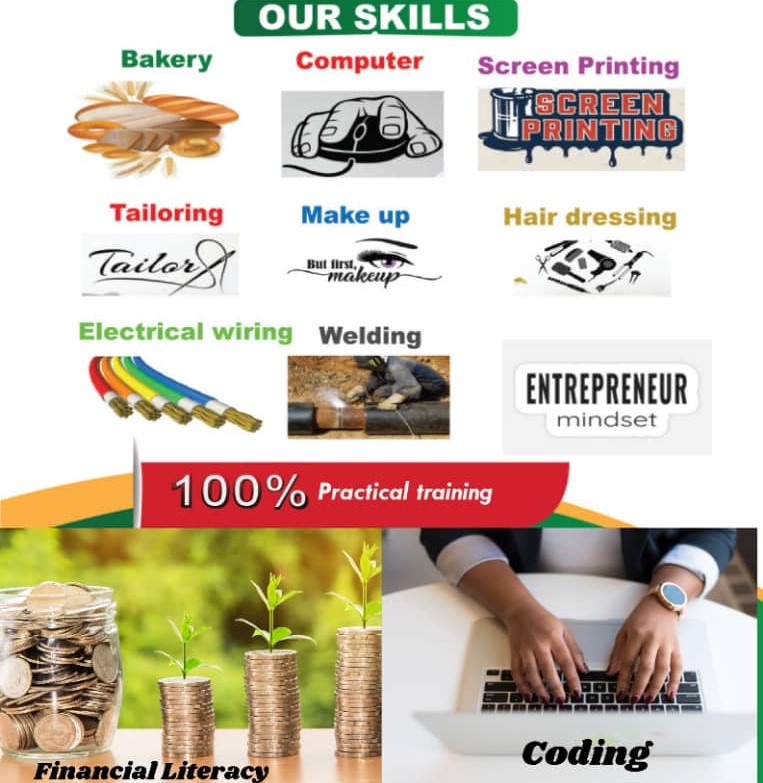 OUR SKILLS
Bakery
Computer
Screen Printing
SCREEN
PRINTING
Tailoring
Make up
Hair dressing
Tailor
But first,
makeup
Electrical wiring
Welding
ENTREPRENEUR
mindset
100% Practical training
Financial Literacy
Coding